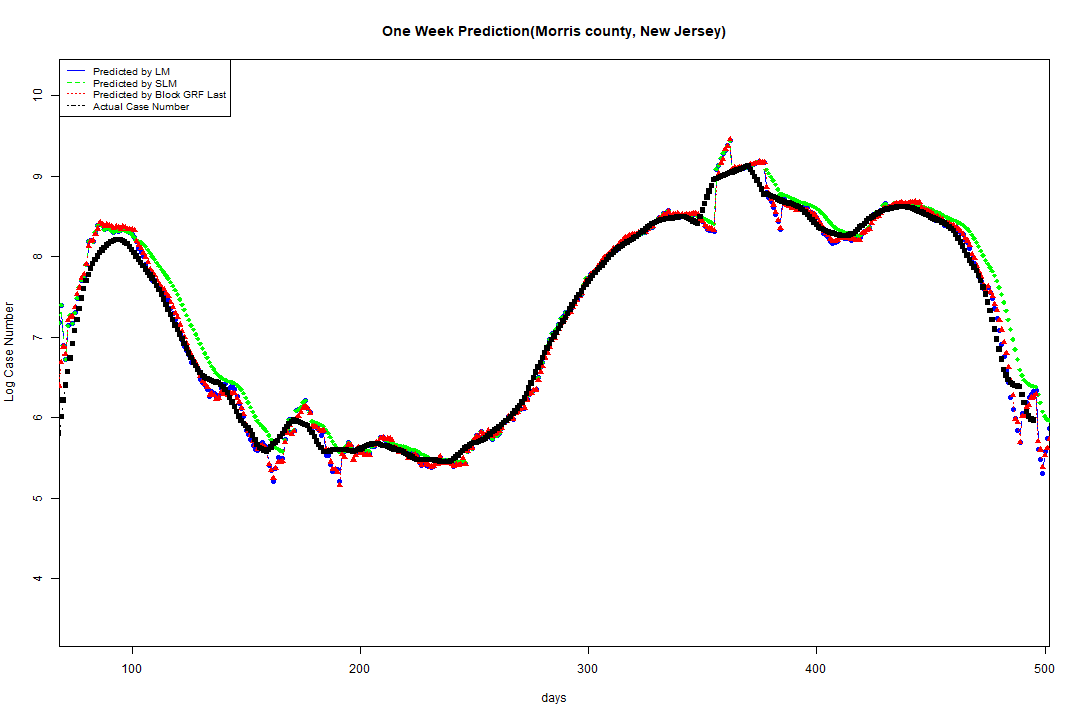 One Week Prediction(Morris county, New Jersey)
Predicted by LM
Predicted by SLM
Predicted by Block GRF Last
Actual Case Number
Log Case Number
10
9
8
7
6
5
4
100 200 300 400 500
days